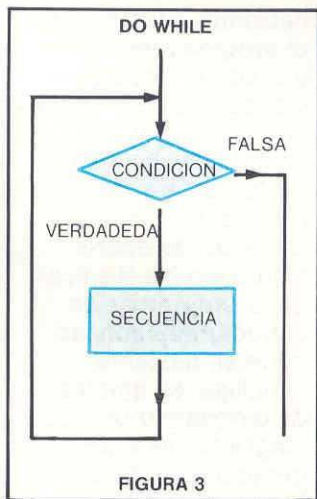 DO WHILE
CONDICION
FALSA
VERDADEDA
SECUENCIA
FIGURA 3